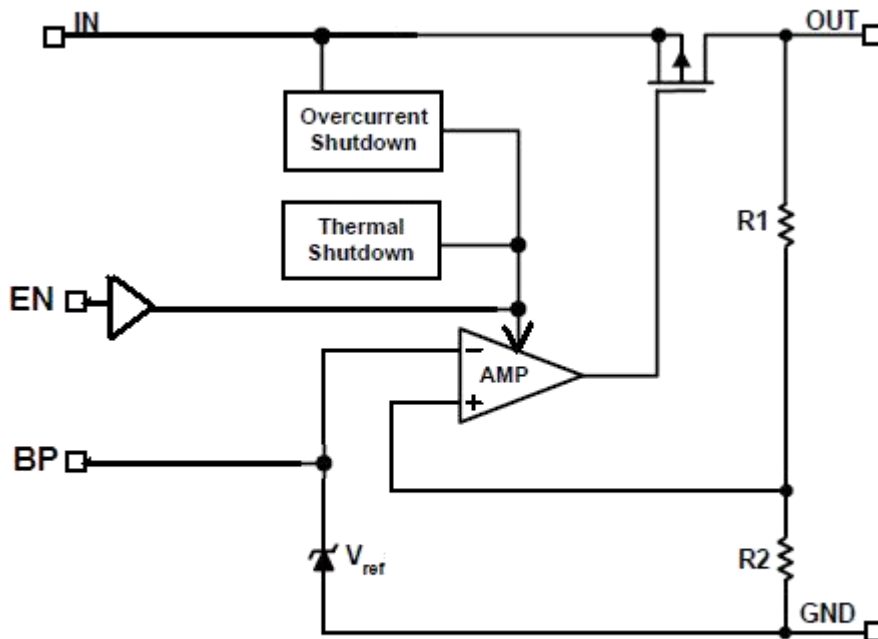 IN
OUT
Overcurrent
Shutdown
Thermal
Shutdown
R1
EN
−
AMP
+
BP
Vref
R2
GND